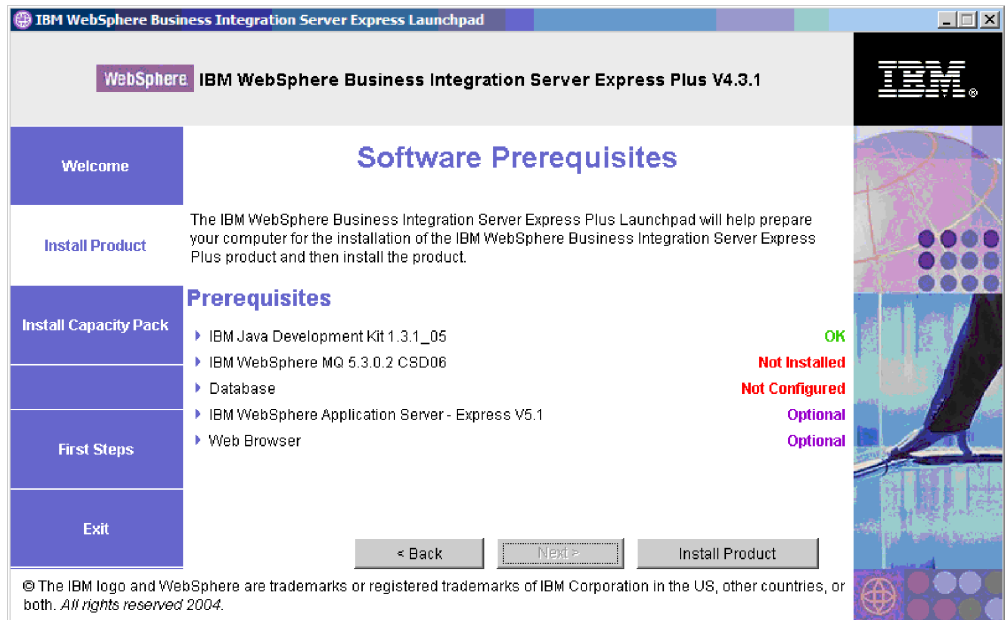 IBM WebSphere Business Integration Server Express Launchpad
WebSphere IBM WebSphere Business Integration Server Express Plus V4.3.1
IBM®
Welcome
Install Product
Install Capacity Pack
First Steps
Exit
Software Prerequisites
The IBM WebSphere Business Integration Server Express Plus Launchpad will help prepare
your computer for the installation of the IBM WebSphere Business Integration Server Express
Plus product and then install the product.
Prerequisites
IBM Java Development Kit 1.3.1_05 OK
IBM WebSphere MQ 5.3.0.2 CSD06 Not Installed
Database Not Configured
IBM WebSphere Application Server - Express V5.1 Optional
Web Browser Optional
< Back Next > Install Product
© The IBM logo and WebSphere are trademarks or registered trademarks of IBM Corporation in the US, other countries, or
both. All rights reserved 2004.